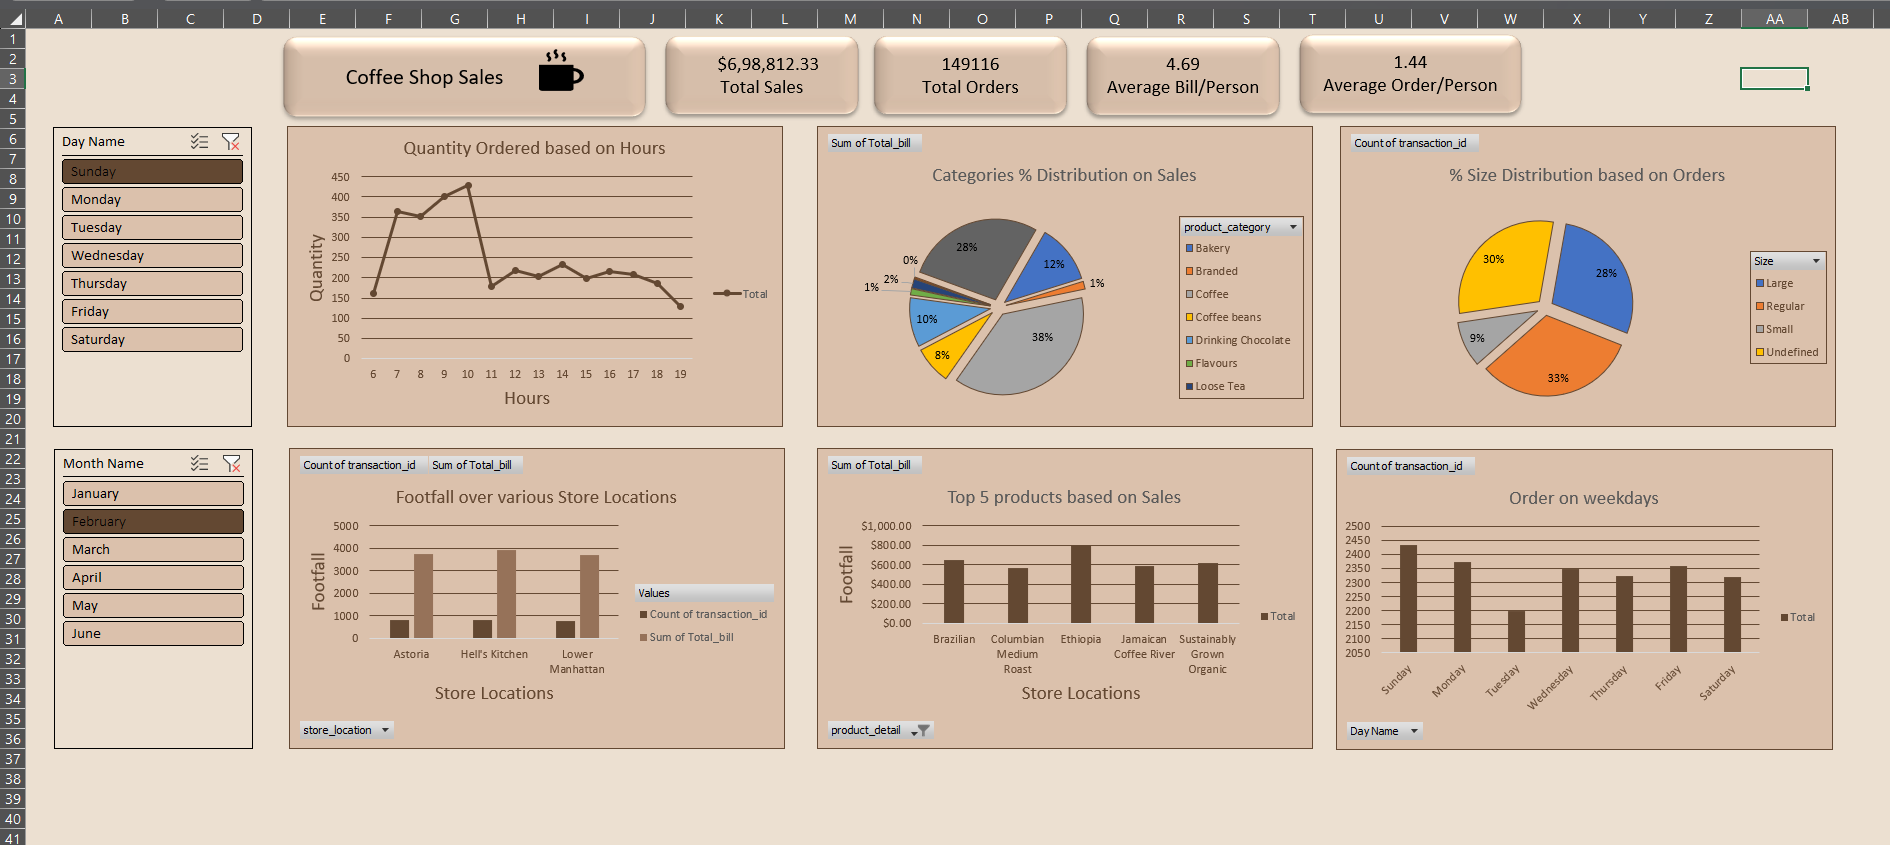 A B C D E F G H I J K L M N O P Q R S T U V W X Y Z AA AB
1
2
3
4
5
6
7
8
9
10
11
12
13
14
15
16
17
18
19
20
21
22
23
24
25
26
27
28
29
30
31
32
33
34
35
36
37
38
39
40
41
Coffee Shop Sales
$6,98,812.33
Total Sales
149116
Total Orders
4.69
Average Bill/Person
1.44
Average Order/Person
Day Name
Sunday
Monday
Tuesday
Wednesday
Thursday
Friday
Saturday
Quantity Ordered based on Hours
Quantity
450
400
350
300
250
200
150
100
50
0
6 7 8 9 10 11 12 13 14 15 16 17 18 19
Hours
Total
Sum of Total_bill
Categories % Distribution on Sales
28%
12%
1%
38%
8%
10%
1%
2%
0%
product_category
Bakery
Branded
Coffee
Coffee beans
Drinking Chocolate
Flavours
Loose Tea
Count of transaction_id
% Size Distribution based on Orders
30%
28%
9%
33%
Size
Large
Regular
Small
Undefined
Month Name
January
February
March
April
May
June
Count of transaction_id Sum of Total_bill
Footfall over various Store Locations
Footfall
5000
4000
3000
2000
1000
0
Astoria
Hell's Kitchen
Lower
Manhattan
Store Locations
Values
Count of transaction_id
Sum of Total_bill
store_location
Sum of Total_bill
Top 5 products based on Sales
Footfall
$1,000.00
$800.00
$600.00
$400.00
$200.00
$0.00
Brazilian
Columbian
Medium
Roast
Ethiopia
Jamaican
Coffee River
Sustainably
Grown
Organic
Store Locations
Total
product_detail
Count of transaction_id
Order on weekdays
2500
2450
2400
2350
2300
2250
2200
2150
2100
2050
Sunday
Monday
Tuesday
Wednesday
Thursday
Friday
Saturday
Total
Day Name